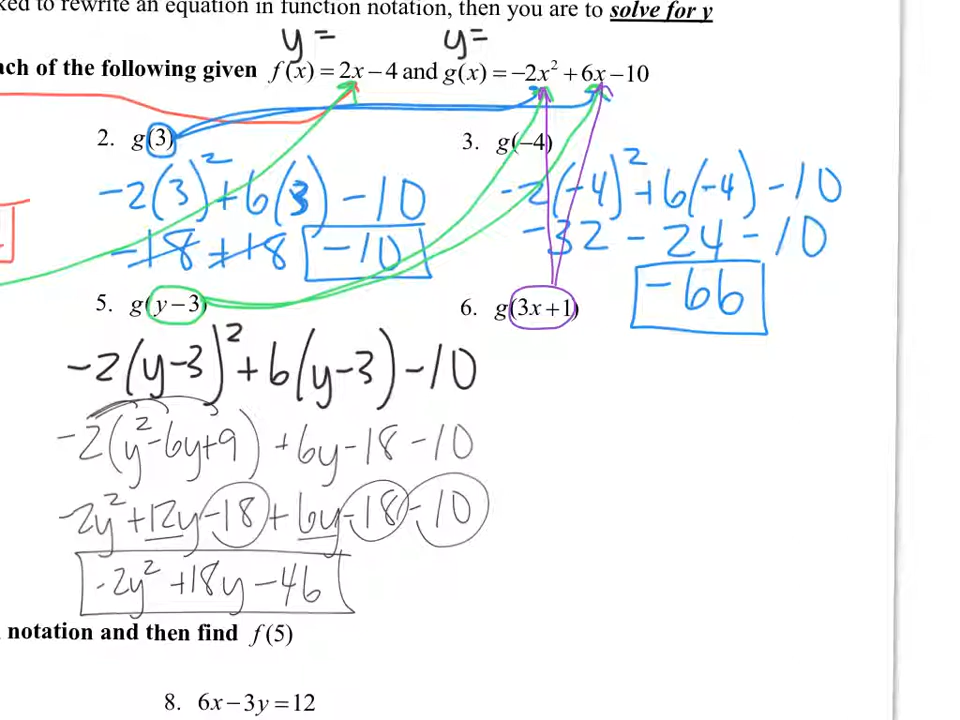 ked to rewrite an equation in function notation, then you are to solve for y
y = y =
ach of the following given f(x) = 2x − 4 and g(x) = −2x² + 6x − 10
2. g(3) 3. g(−4)
−2(3)² + 6(3) − 10 −2(−4)² + 6(−4) − 10
−18 + 18 −10 −32 − 24 − 10
−66
5. g(y − 3) 6. g(3x + 1)
−2(y−3)² + 6(y−3) − 10
−2(y² − 6y + 9) + 6y − 18 − 10
−2y² + 12y − 18 + 6y − 18 − 10
−2y² + 18y − 46
notation and then find f(5)
8. 6x − 3y = 12